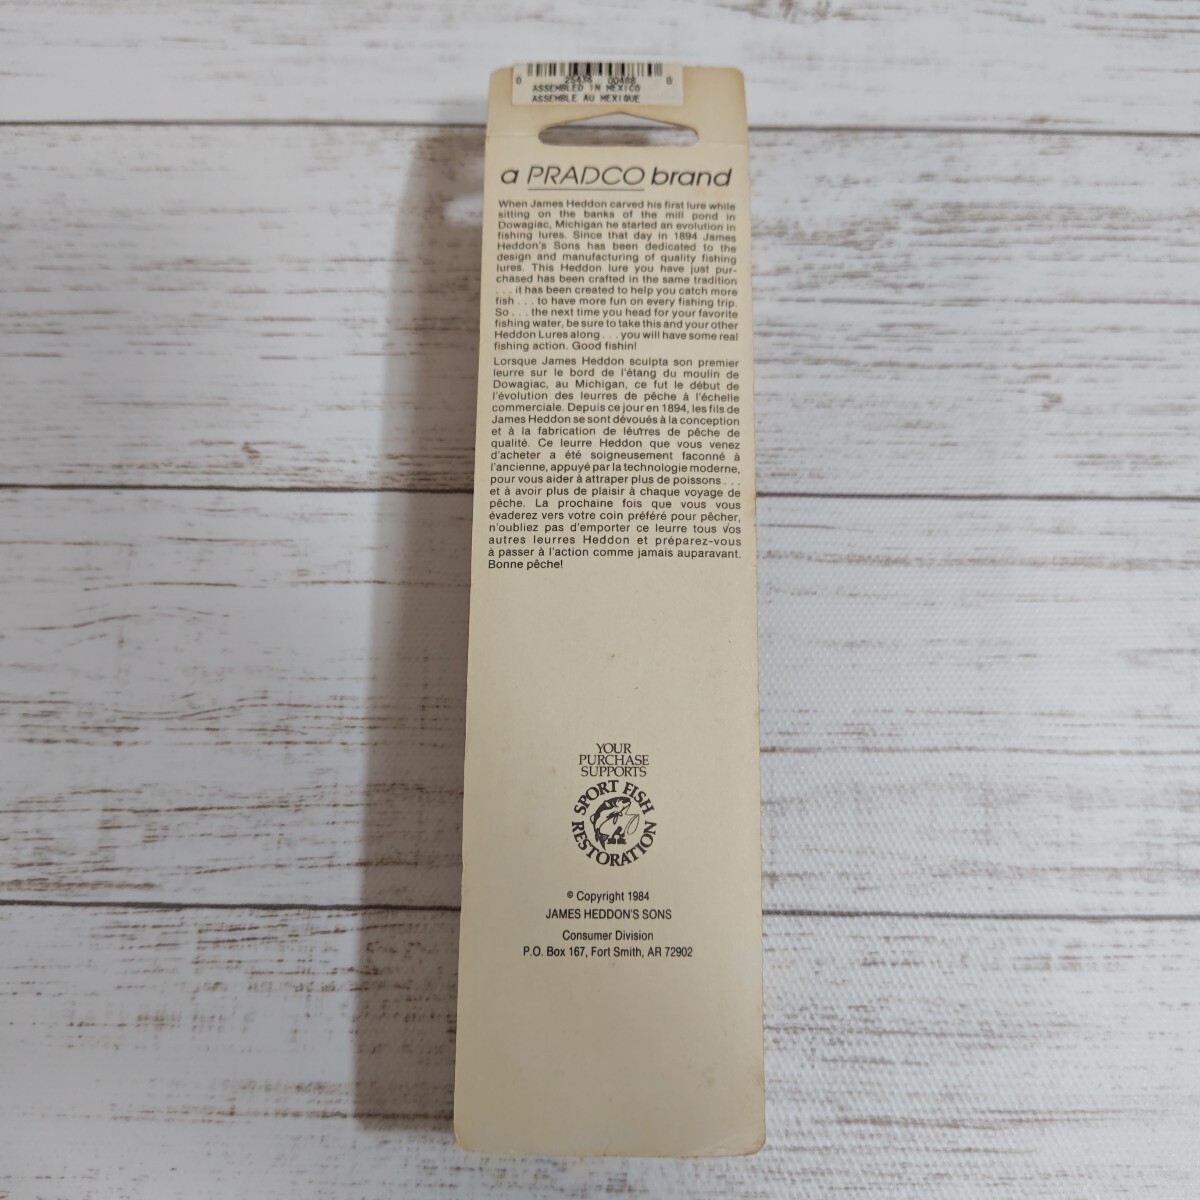 0 25435 00488 0
ASSEMBLED IN MEXICO
ASSEMBLE AU MEXIQUE
a PRADCO brand
When James Heddon carved his first lure while
sitting on the banks of the mill pond in
Dowagiac, Michigan he started an evolution in
fishing lures. Since that day in 1894 James
Heddon's Sons has been dedicated to the
design and manufacturing of quality fishing
lures. This Heddon lure you have just pur-
chased has been crafted in the same tradition
. . . it has been created to help you catch more
fish . . . to have more fun on every fishing trip.
So . . . the next time you head for your favorite
fishing water, be sure to take this and your other
Heddon Lures along . . . you will have some real
fishing action. Good fishin!
Lorsque James Heddon sculpta son premier
leurre sur le bord de l'étang du moulin de
Dowagiac, au Michigan, ce fut le début de
l'évolution des leurres de pêche à l'échelle
commerciale. Depuis ce jour en 1894, les fils de
James Heddon se sont dévoués à la conception
et à la fabrication de leurres de pêche de
qualité. Ce leurre Heddon que vous venez
d'acheter a été soigneusement faconné à
l'ancienne, appuyé par la technologie moderne,
pour vous aider à attraper plus de poissons . . .
et à avoir plus de plaisir à chaque voyage de
pêche. La prochaine fois que vous vous
évaderez vers votre coin préféré pour pêcher,
n'oubliez pas d'emporter ce leurre tous vos
autres leurres Heddon et préparez-vous
à passer à l'action comme jamais auparavant.
Bonne pêche!
YOUR
PURCHASE
SUPPORTS
SPORT FISH
RESTORATION
© Copyright 1984
JAMES HEDDON'S SONS
Consumer Division
P.O. Box 167, Fort Smith, AR 72902